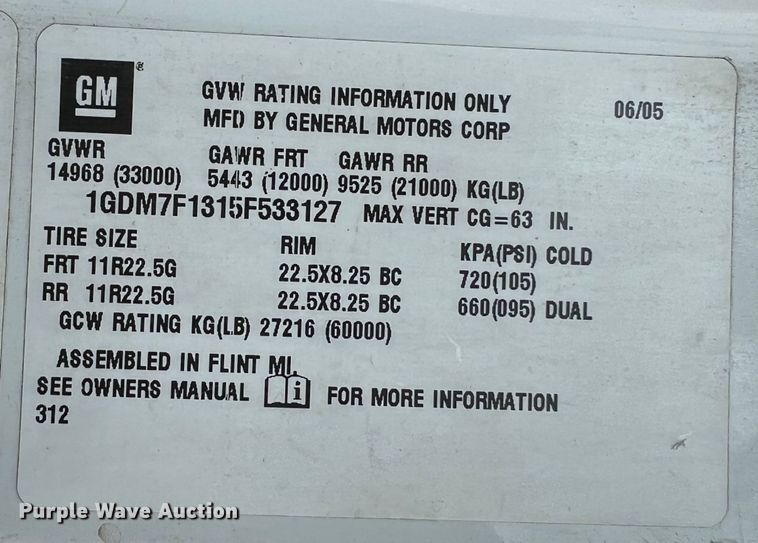 GM®
GVW RATING INFORMATION ONLY 06/05
MFD BY GENERAL MOTORS CORP
GVWR GAWR FRT GAWR RR
14968 (33000) 5443 (12000) 9525 (21000) KG(LB)
1GDM7F1315F533127 MAX VERT CG=63 IN.
TIRE SIZE RIM KPA(PSI) COLD
FRT 11R22.5G 22.5X8.25 BC 720(105)
RR 11R22.5G 22.5X8.25 BC 660(095) DUAL
GCW RATING KG(LB) 27216 (60000)
ASSEMBLED IN FLINT MI.
SEE OWNERS MANUAL i FOR MORE INFORMATION
312
Purple Wave Auction